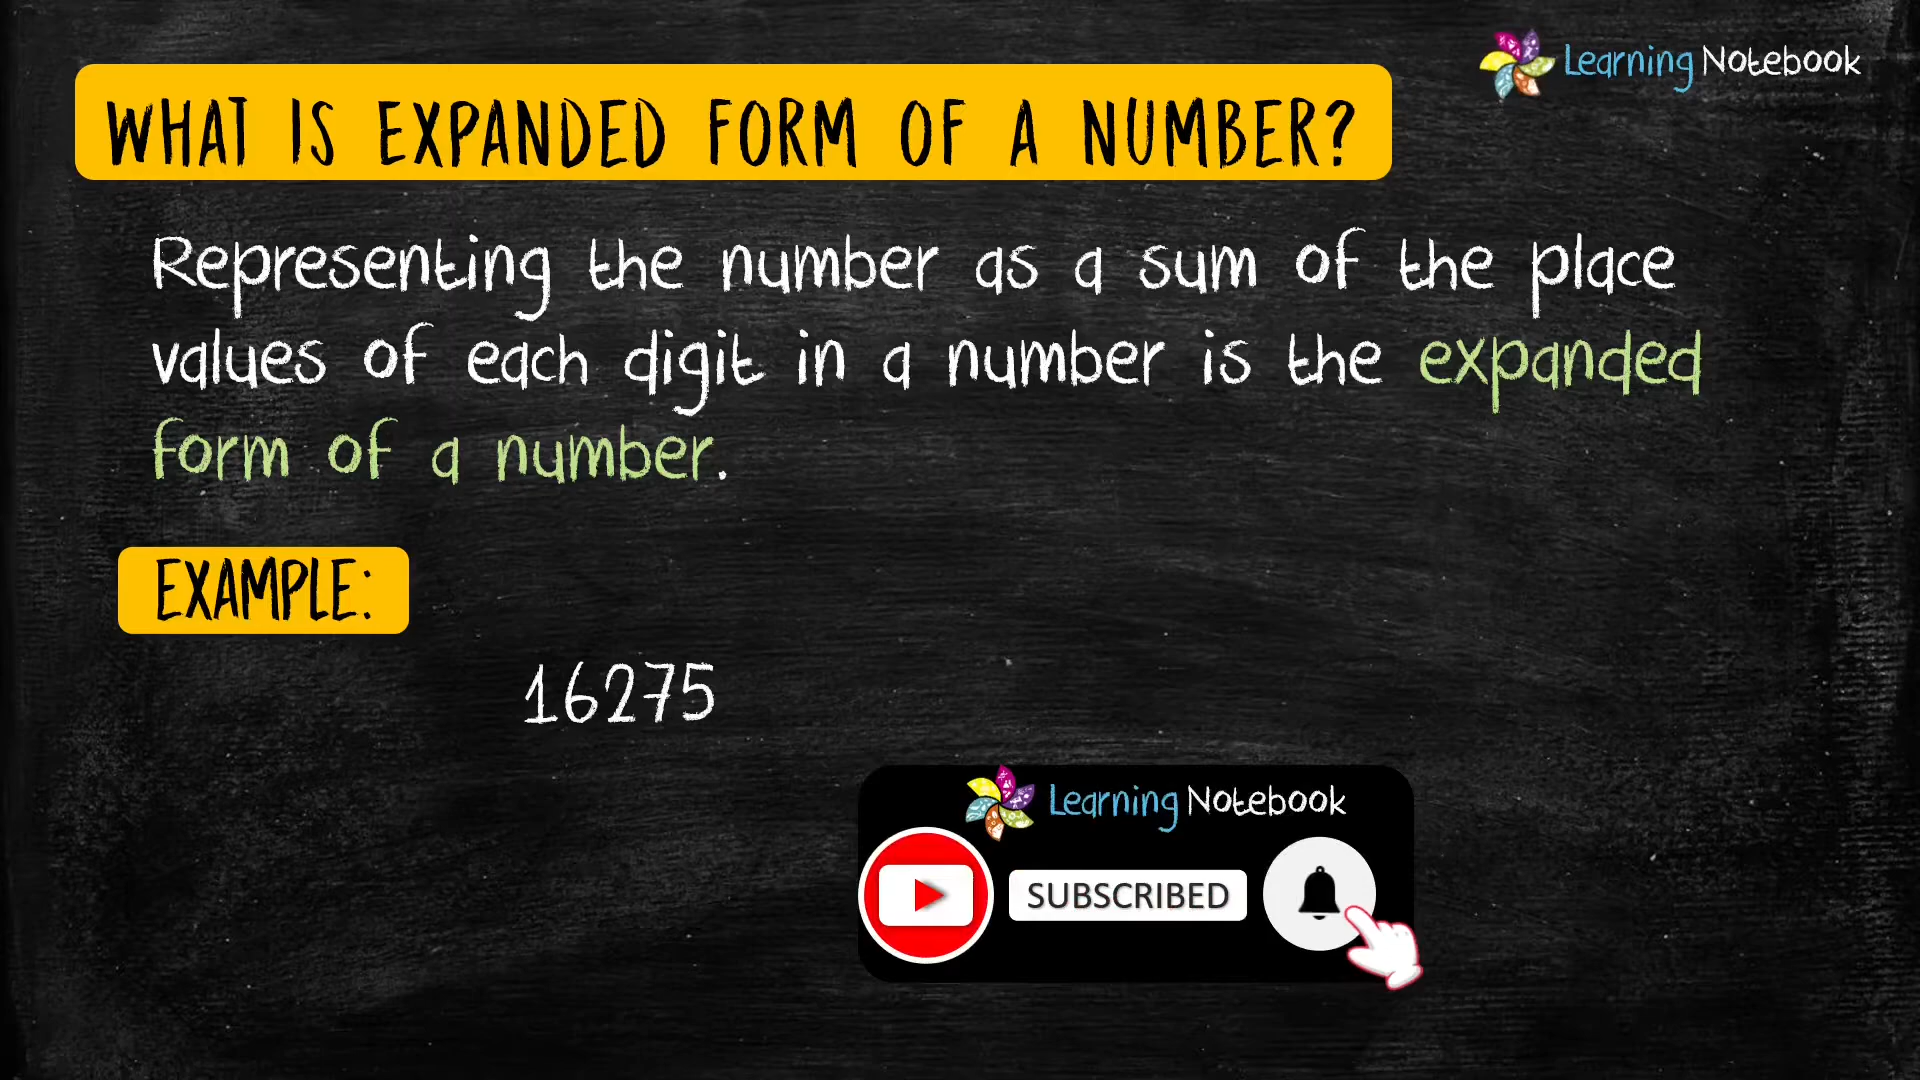 Learning Notebook
WHAT IS EXPANDED FORM OF A NUMBER?
Representing the number as a sum of the place
values of each digit in a number is the expanded
form of a number.
EXAMPLE:
16275
Learning Notebook
SUBSCRIBED